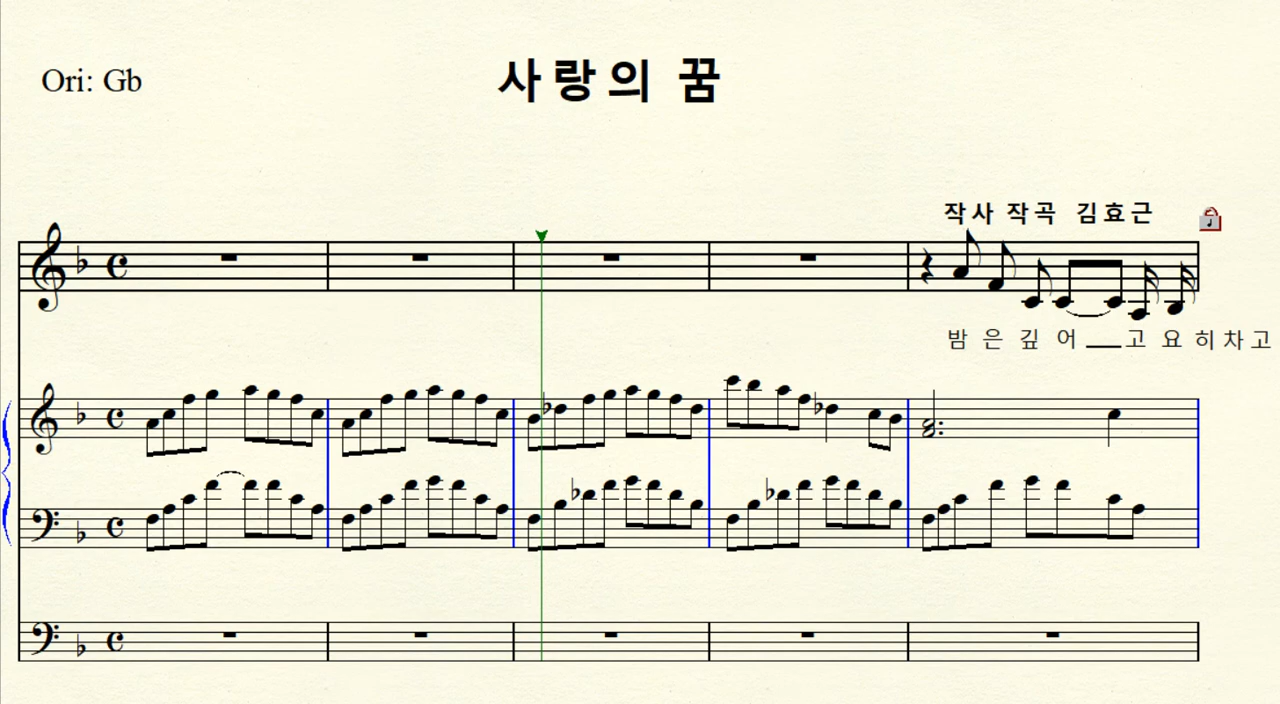 Ori: Gb
사랑의 꿈
작사 작곡 김효근
밤 은 깊 어 고 요 히 차 고